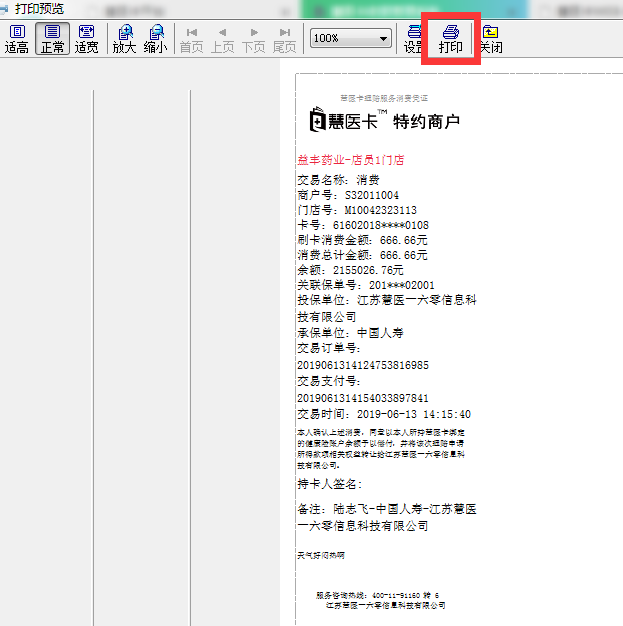 打印预览
适高 正常 适宽 放大 缩小 首页 上页 下页 尾页 100% 设置 打印 关闭
慧医卡理赔服务消费凭证
慧医卡™ 特约商户
益丰药业-店员1门店
交易名称: 消费
商户号: S32011004
门店号: M10042323113
卡号: 61602018****0108
刷卡消费金额: 666.66元
消费总计金额: 666.66元
余额: 2155026.76元
关联保单号: 201***02001
投保单位: 江苏慧医一六零信息科
技有限公司
承保单位: 中国人寿
交易订单号:
2019061314124753816985
交易支付号:
2019061314154033897841
交易时间: 2019-06-13 14:15:40
本人确认上述消费, 同意以本人所持慧医卡绑定
的健康险账户余额予以偿付, 并将该次理赔申请
所得款项相关权益转让给江苏慧医一六零信息科
技有限公司。
持卡人签名:
备注: 陆志飞-中国人寿-江苏慧医
一六零信息科技有限公司
天气好闷热啊
服务咨询热线: 400-11-91160 转 6
江苏慧医一六零信息科技有限公司